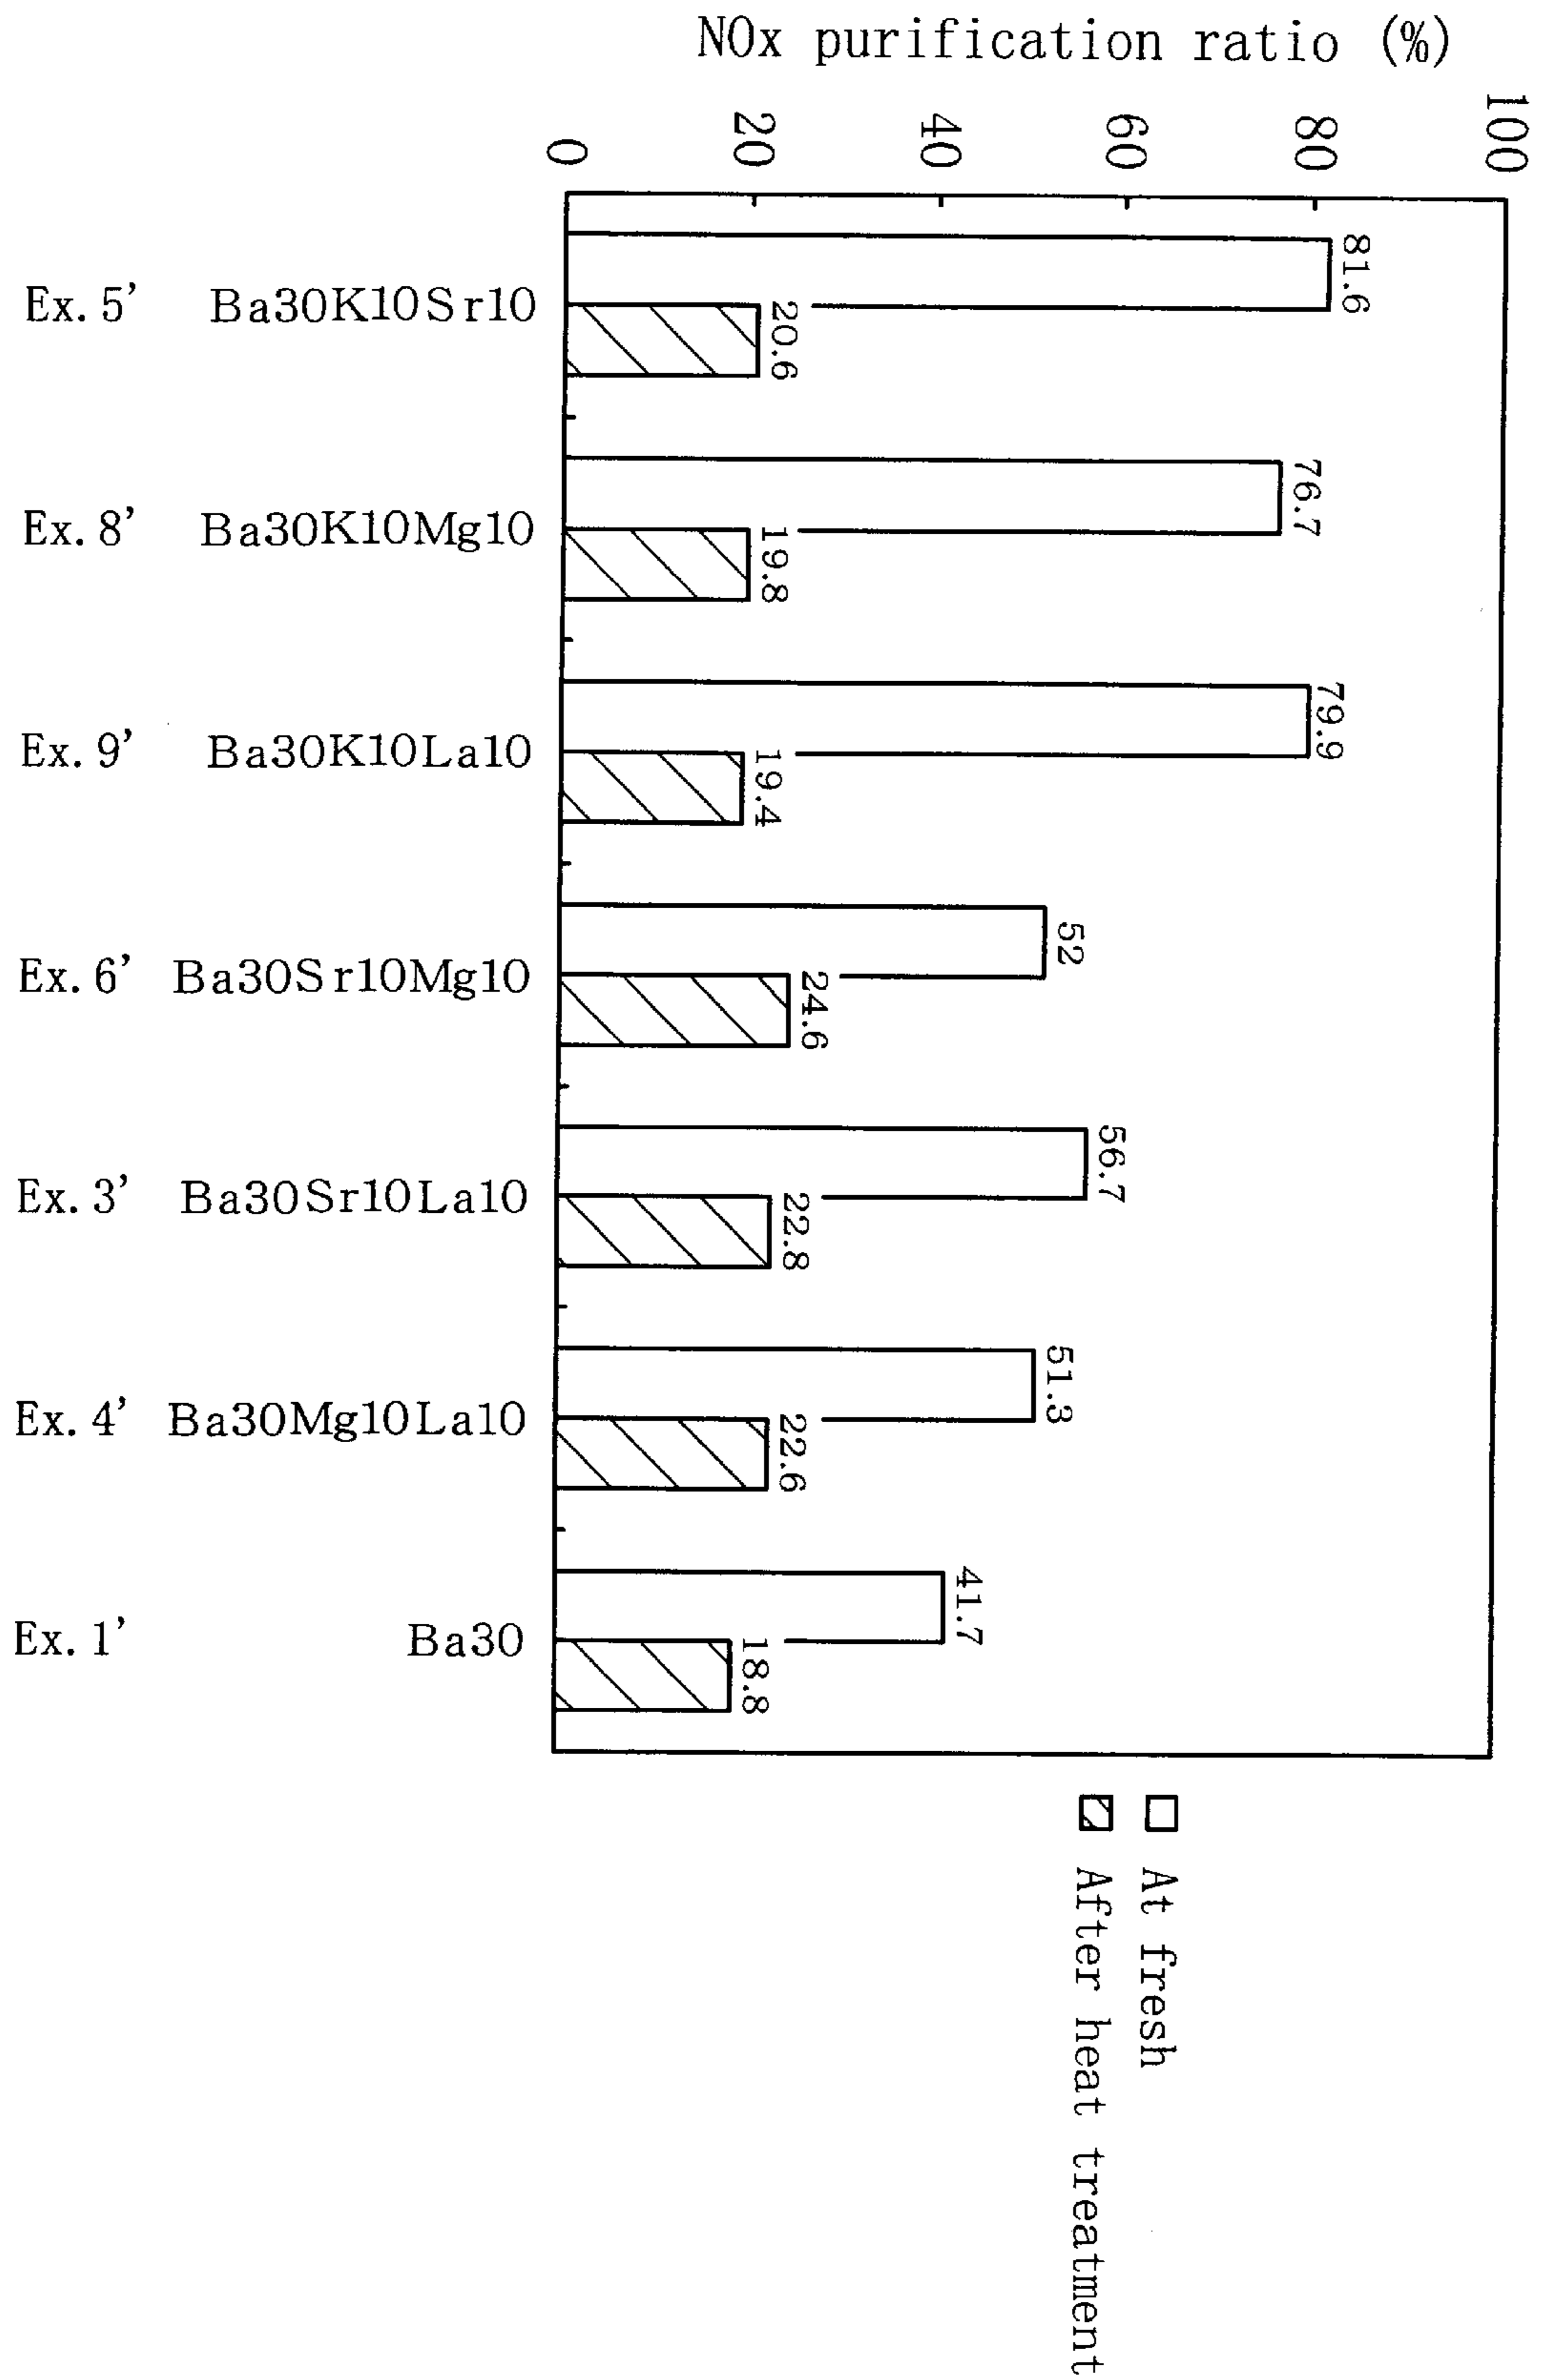 NOx purification ratio (%)
0
20
40
60
80
100
Ex. 5' Ba30K10Sr10
81.6
20.6
Ex. 8' Ba30K10Mg10
76.7
19.8
Ex. 9' Ba30K10La10
79.9
19.4
Ex. 6' Ba30Sr10Mg10
52
24.6
Ex. 3' Ba30Sr10La10
56.7
22.8
Ex. 4' Ba30Mg10La10
51.3
22.6
Ex. 1' Ba30
41.7
18.8
At fresh
After heat treatment